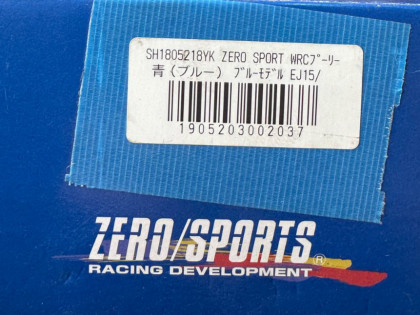 SH1805218YK ZERO SPORT WRCﾌﾟｰﾘｰ
青（ブルー） ﾌﾞﾙｰﾓﾃﾞﾙ EJ15/
1905203002037
ZERO/SPORTS®
RACING DEVELOPMENT